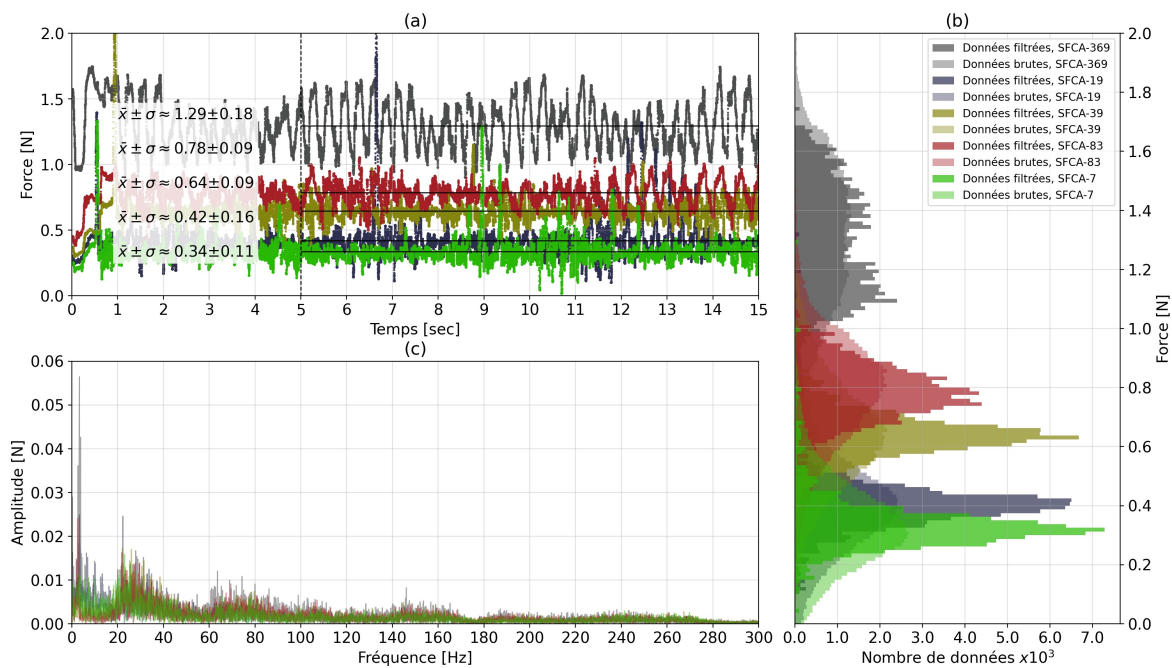 (a)
2.0
1.5
1.0
0.5
0.0
Force [N]
x̄ ± σ ≈ 1.29±0.18
x̄ ± σ ≈ 0.78±0.09
x̄ ± σ ≈ 0.64±0.09
x̄ ± σ ≈ 0.42±0.16
x̄ ± σ ≈ 0.34±0.11
0 1 2 3 4 5 6 7 8 9 10 11 12 13 14 15
Temps [sec]
(b)
Données filtrées, SFCA-369
Données brutes, SFCA-369
Données filtrées, SFCA-19
Données brutes, SFCA-19
Données filtrées, SFCA-39
Données brutes, SFCA-39
Données filtrées, SFCA-83
Données brutes, SFCA-83
Données filtrées, SFCA-7
Données brutes, SFCA-7
2.0
1.8
1.6
1.4
1.2
1.0
0.8
0.6
0.4
0.2
0.0
Force [N]
0.0 1.0 2.0 3.0 4.0 5.0 6.0 7.0
Nombre de données x10³
(c)
0.06
0.05
0.04
0.03
0.02
0.01
0.00
Amplitude [N]
0 20 40 60 80 100 120 140 160 180 200 220 240 260 280 300
Fréquence [Hz]